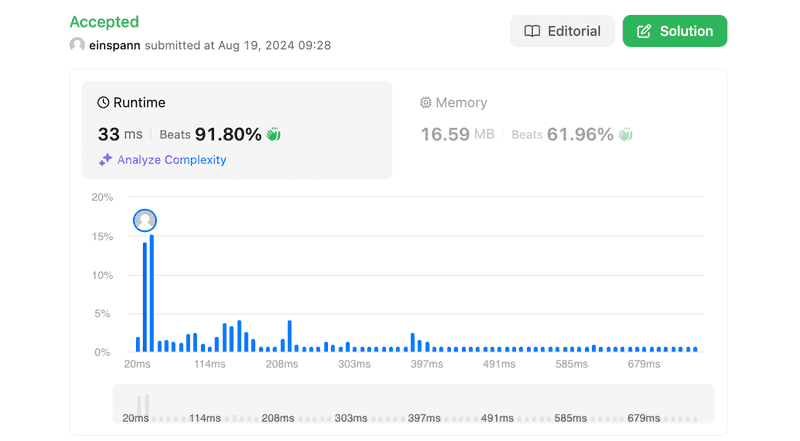 Accepted
einspann submitted at Aug 19, 2024 09:28
Editorial
Solution
Runtime
33 ms Beats 91.80%
Analyze Complexity
Memory
16.59 MB Beats 61.96%
20%
15%
10%
5%
0%
20ms 114ms 208ms 303ms 397ms 491ms 585ms 679ms
20ms 114ms 208ms 303ms 397ms 491ms 585ms 679ms